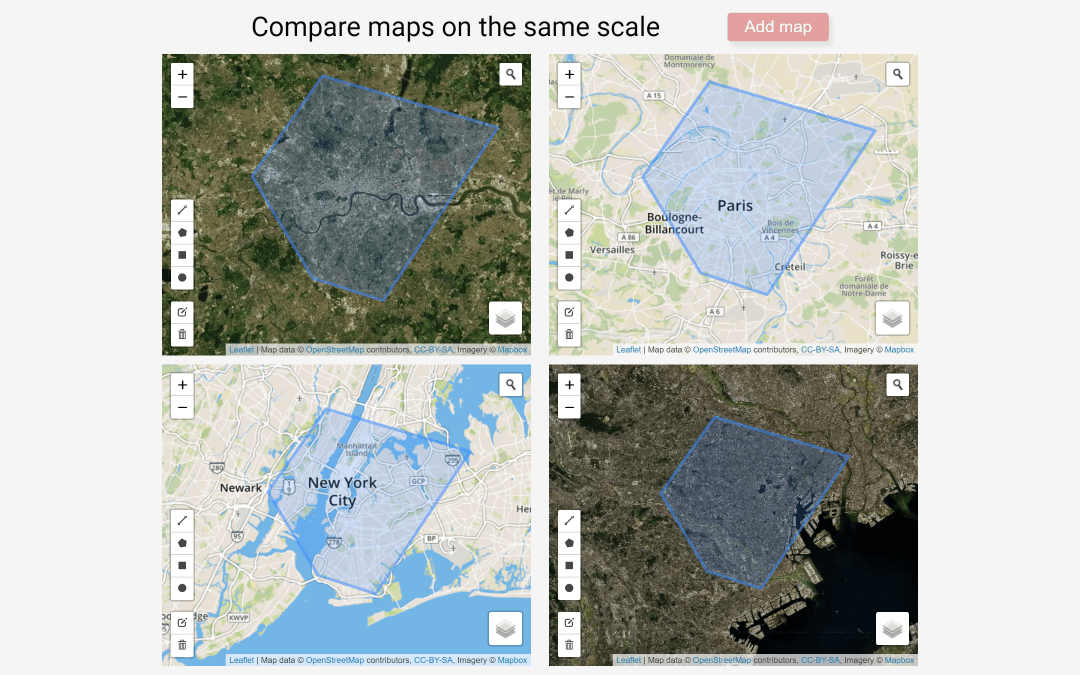 Compare maps on the same scale
Add map
+
−
Leaflet | Map data © OpenStreetMap contributors, CC-BY-SA, Imagery © Mapbox
+
−
Domaniale de
Montmorency
A 15
Paris
Boulogne-
Billancourt
Bois de
Vincennes
A 4
A 4
A 86
Versailles
Créteil
Roissy-e
Brie
Forêt
domaniale de
Notre-Dame
A 6
Leaflet | Map data © OpenStreetMap contributors, CC-BY-SA, Imagery © Mapbox
+
−
Manhattan
Island
295
280
GCP
Newark
New York
City
9
278
95
BP
Her
KWVP
Leaflet | Map data © OpenStreetMap contributors, CC-BY-SA, Imagery © Mapbox
+
−
Leaflet | Map data © OpenStreetMap contributors, CC-BY-SA, Imagery © Mapbox